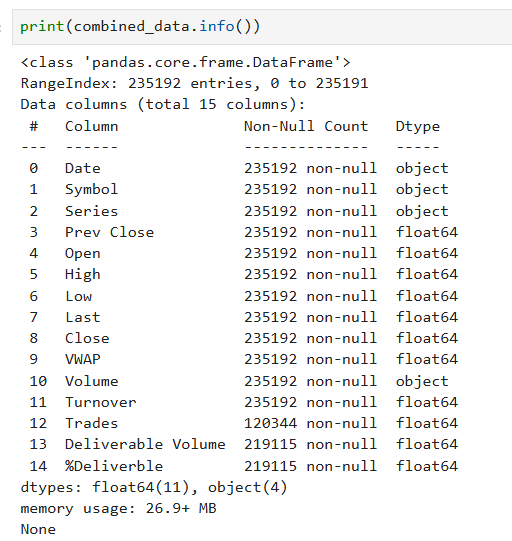 print(combined_data.info())
<class 'pandas.core.frame.DataFrame'>
RangeIndex: 235192 entries, 0 to 235191
Data columns (total 15 columns):
 #   Column              Non-Null Count   Dtype
---  ------              --------------   -----
 0   Date                235192 non-null  object
 1   Symbol              235192 non-null  object
 2   Series              235192 non-null  object
 3   Prev Close          235192 non-null  float64
 4   Open                235192 non-null  float64
 5   High                235192 non-null  float64
 6   Low                 235192 non-null  float64
 7   Last                235192 non-null  float64
 8   Close               235192 non-null  float64
 9   VWAP                235192 non-null  float64
 10  Volume              235192 non-null  object
 11  Turnover            235192 non-null  float64
 12  Trades              120344 non-null  float64
 13  Deliverable Volume  219115 non-null  float64
 14  %Deliverble         219115 non-null  float64
dtypes: float64(11), object(4)
memory usage: 26.9+ MB
None